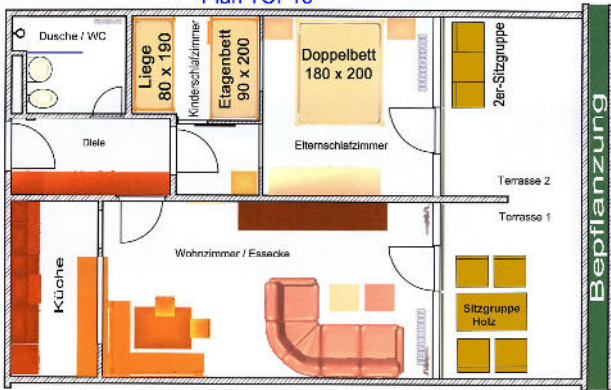 Dusche / WC
Liege
80 x 190
Kinderschlafzimmer
Etagenbett
90 x 200
Doppelbett
180 x 200
2er-Sitzgruppe
Diele
Elternschlafzimmer
Terrasse 2
Terrasse 1
Bepflanzung
Küche
Wohnzimmer / Essecke
Sitzgruppe
Holz